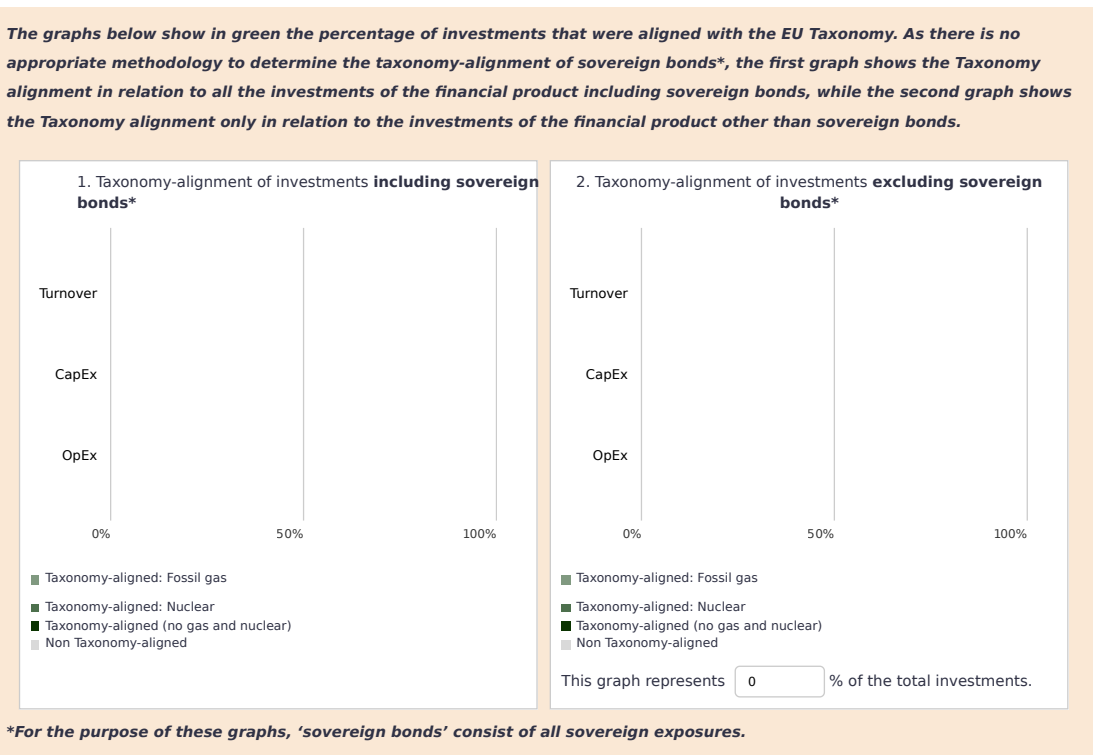 The graphs below show in green the percentage of investments that were aligned with the EU Taxonomy. As there is no
appropriate methodology to determine the taxonomy-alignment of sovereign bonds*, the first graph shows the Taxonomy
alignment in relation to all the investments of the financial product including sovereign bonds, while the second graph shows
the Taxonomy alignment only in relation to the investments of the financial product other than sovereign bonds.
1. Taxonomy-alignment of investments including sovereign
bonds*
Turnover
CapEx
OpEx
0% 50% 100%
Taxonomy-aligned: Fossil gas
Taxonomy-aligned: Nuclear
Taxonomy-aligned (no gas and nuclear)
Non Taxonomy-aligned
2. Taxonomy-alignment of investments excluding sovereign
bonds*
Turnover
CapEx
OpEx
0% 50% 100%
Taxonomy-aligned: Fossil gas
Taxonomy-aligned: Nuclear
Taxonomy-aligned (no gas and nuclear)
Non Taxonomy-aligned
This graph represents 0 % of the total investments.
*For the purpose of these graphs, ‘sovereign bonds’ consist of all sovereign exposures.